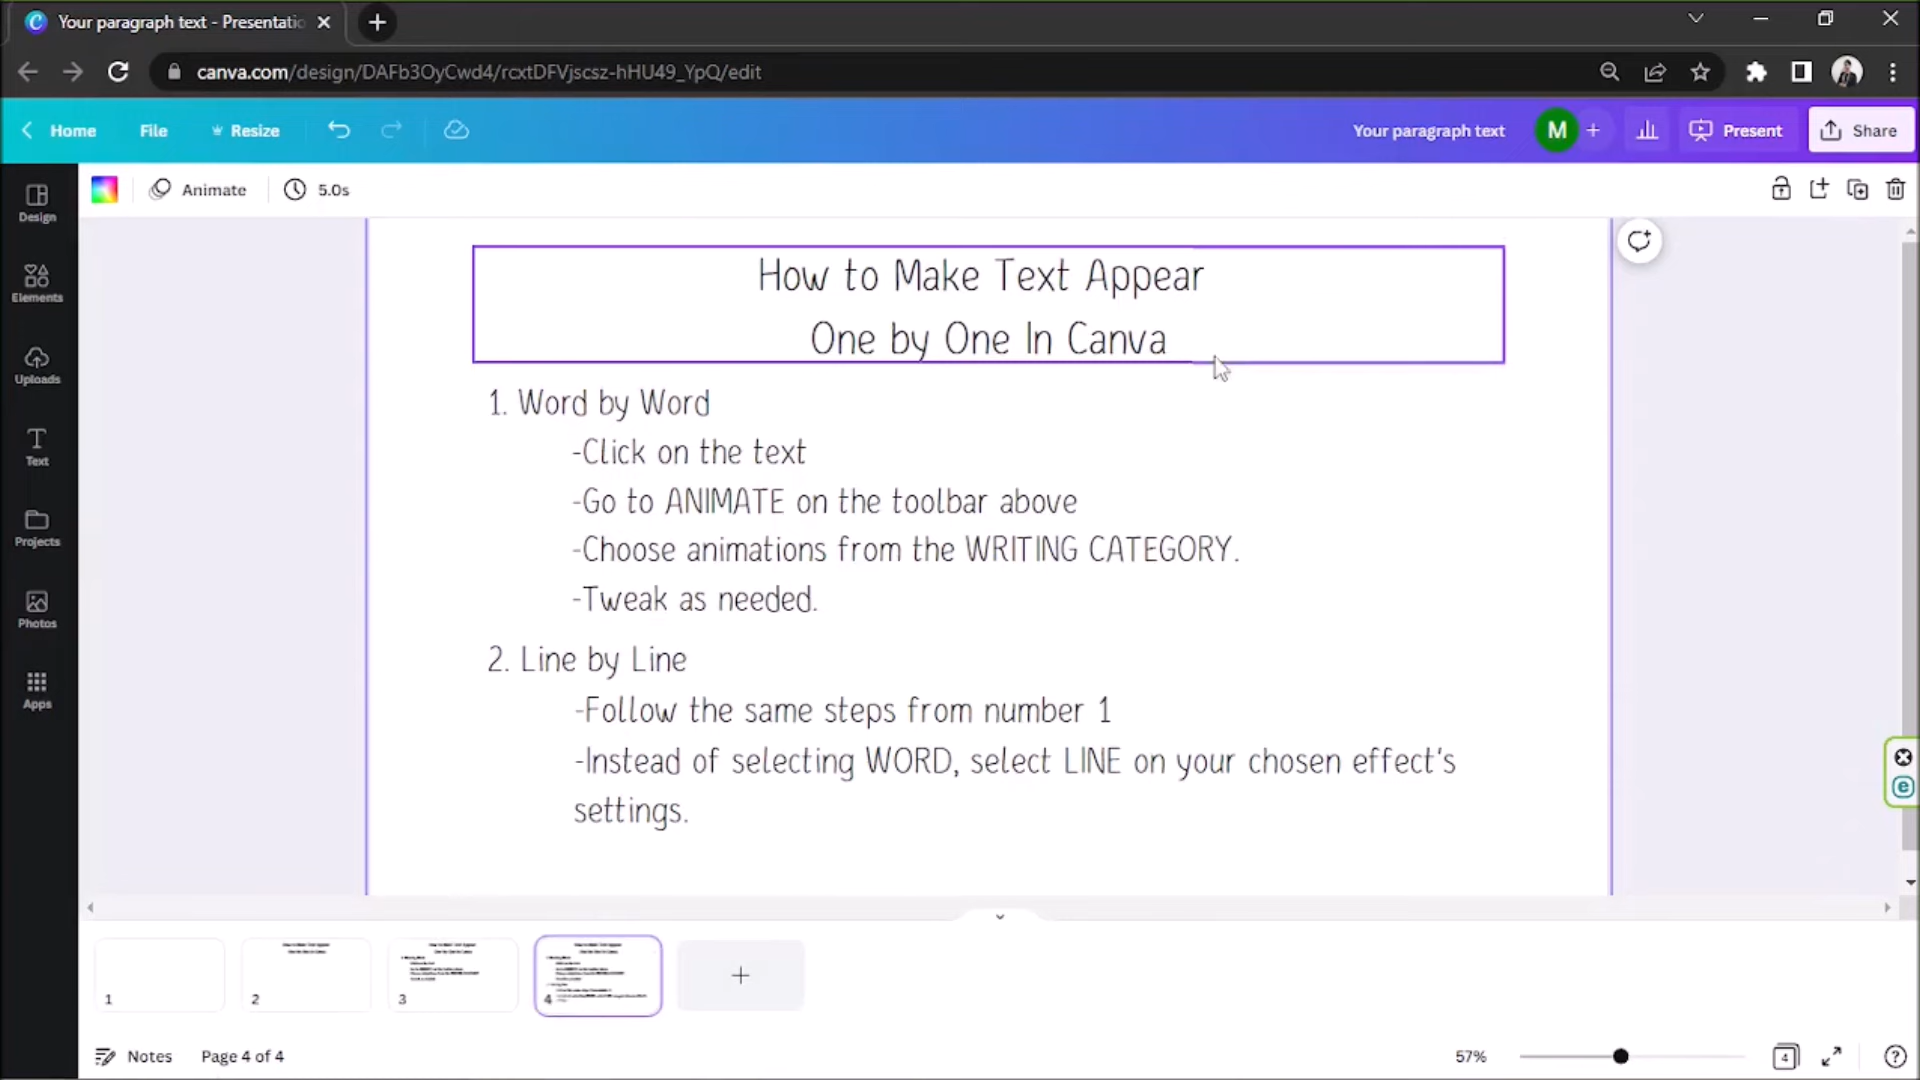 Your paragraph text - Presentatio
canva.com/design/DAFb3OyCwd4/rcxtDFVjscsz-hHU49_YpQ/edit
Home File Resize Your paragraph text M Present Share
Animate 5.0s
Design
Elements
Uploads
Text
Projects
Photos
Apps
How to Make Text Appear
One by One In Canva
1. Word by Word
-Click on the text
-Go to ANIMATE on the toolbar above
-Choose animations from the WRITING CATEGORY.
-Tweak as needed.
2. Line by Line
-Follow the same steps from number 1
-Instead of selecting WORD, select LINE on your chosen effect's
settings.
1 2 3 4
Notes Page 4 of 4 57% 4